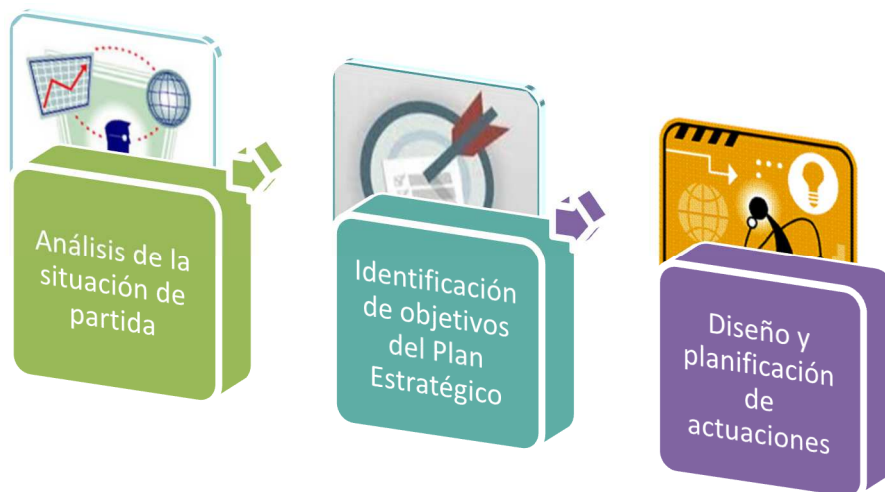 Análisis de la
situación de
partida
Identificación
de objetivos
del Plan
Estratégico
Diseño y
planificación
de
actuaciones